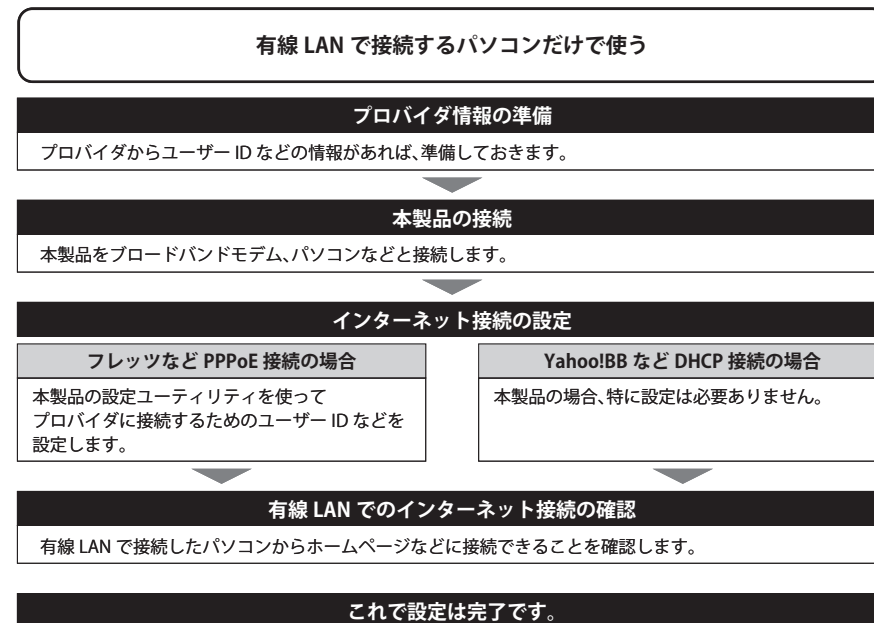 有線 LAN で接続するパソコンだけで使う
プロバイダ情報の準備
プロバイダからユーザー ID などの情報があれば、準備しておきます。
本製品の接続
本製品をブロードバンドモデム、パソコンなどと接続します。
インターネット接続の設定
フレッツなど PPPoE 接続の場合
本製品の設定ユーティリティを使って
プロバイダに接続するためのユーザー ID などを
設定します。
Yahoo!BB など DHCP 接続の場合
本製品の場合、特に設定は必要ありません。
有線 LAN でのインターネット接続の確認
有線 LAN で接続したパソコンからホームページなどに接続できることを確認します。
これで設定は完了です。